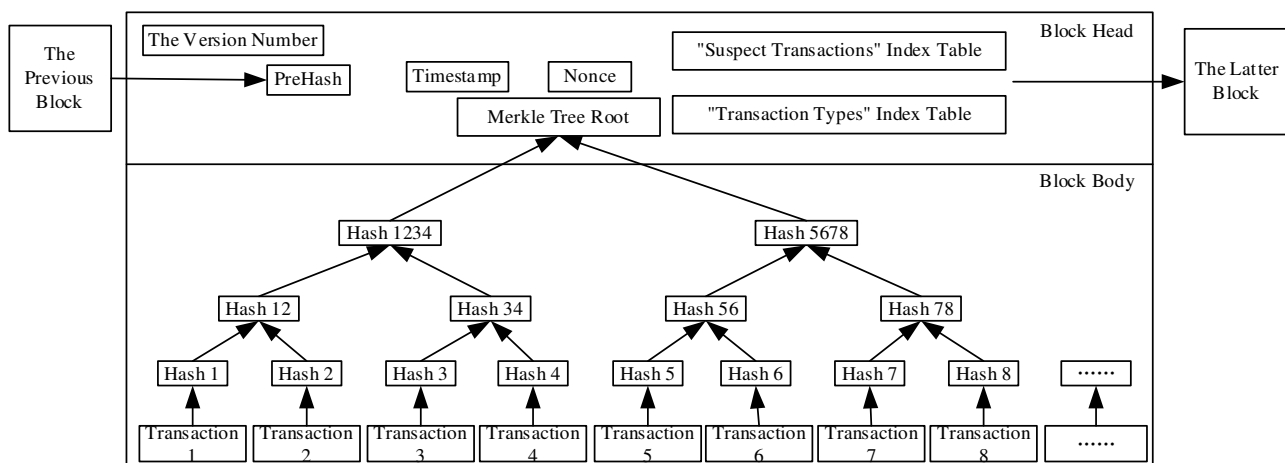 The
Previous
Block
The Version Number
PreHash
Timestamp
Nonce
Merkle Tree Root
"Suspect Transactions" Index Table
"Transaction Types" Index Table
Block Head
The Latter
Block
Block Body
Hash 1234
Hash 5678
Hash 12
Hash 34
Hash 56
Hash 78
Hash 1
Hash 2
Hash 3
Hash 4
Hash 5
Hash 6
Hash 7
Hash 8
······
Transaction
1
Transaction
2
Transaction
3
Transaction
4
Transaction
5
Transaction
6
Transaction
7
Transaction
8
······